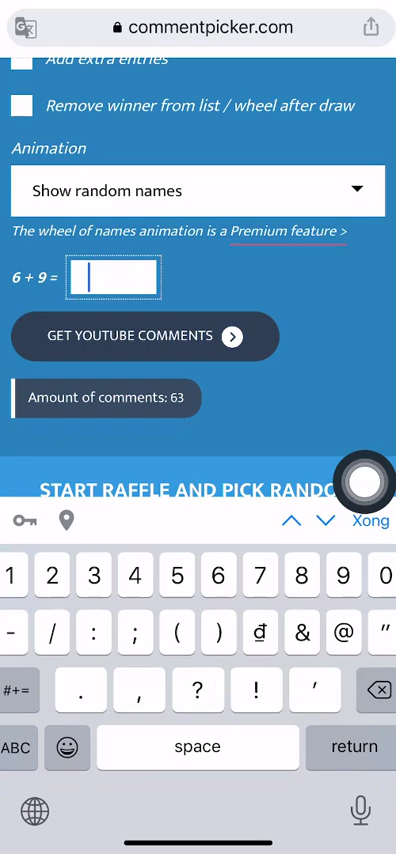 commentpicker.com
Add extra entries
Remove winner from list / wheel after draw
Animation
Show random names
The wheel of names animation is a Premium feature >
6 + 9 =
GET YOUTUBE COMMENTS
Amount of comments: 63
START RAFFLE AND PICK RANDO
Xong
1 2 3 4 5 6 7 8 9 0
- / : ; ( ) ₫ & @ "
#+= . , ? ! '
ABC space return